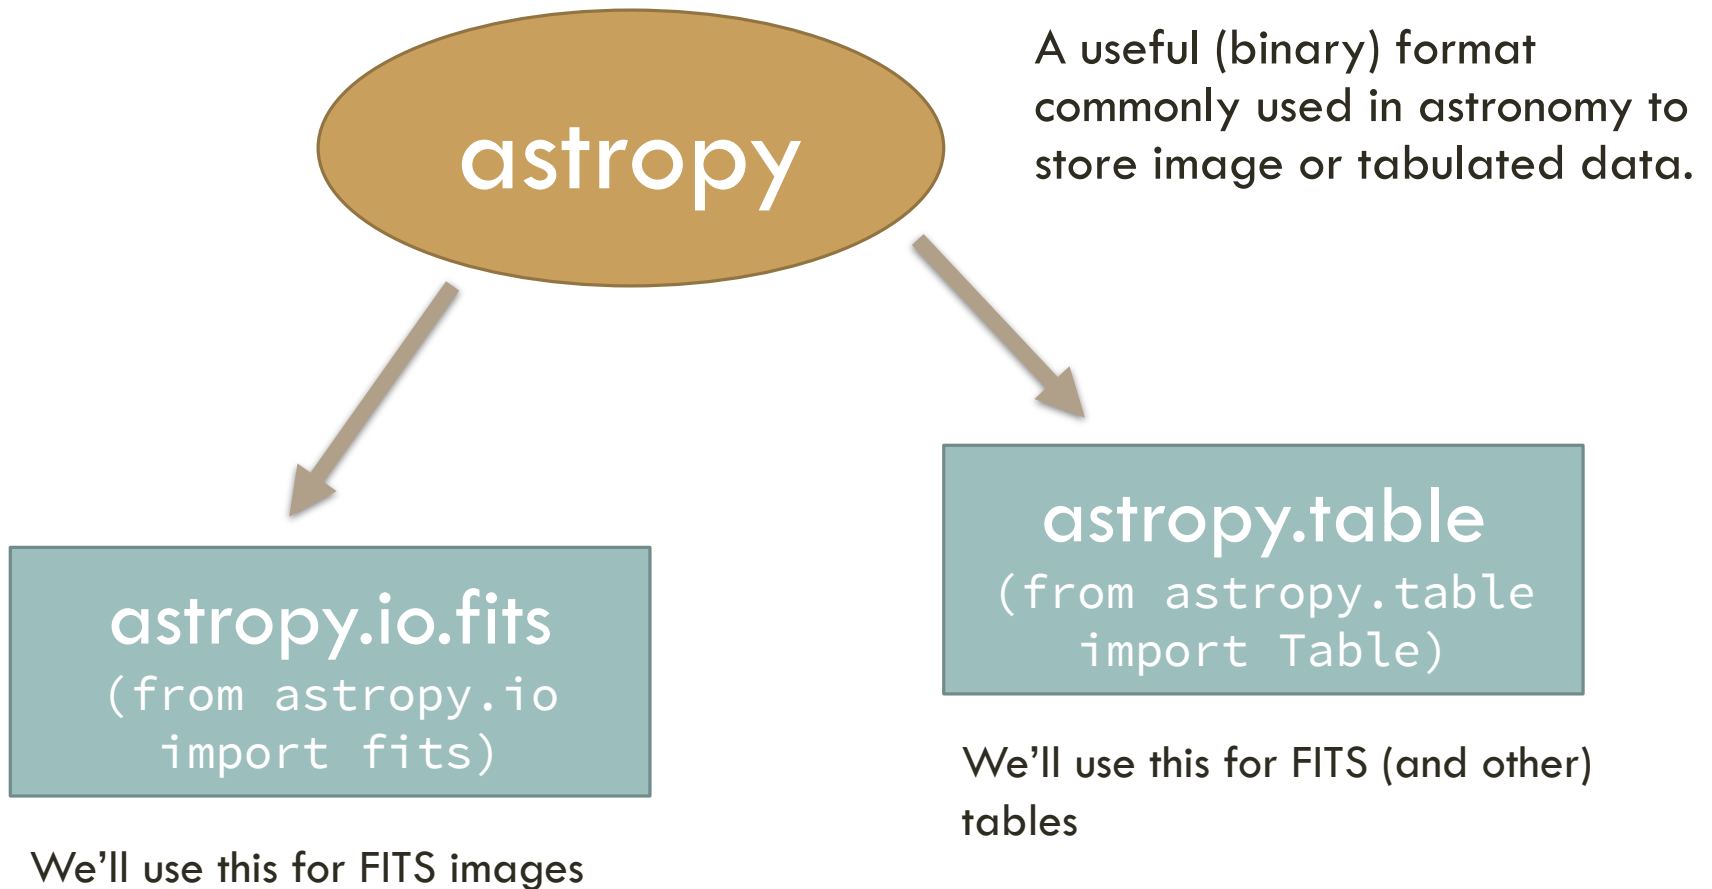 astropy
A useful (binary) format
commonly used in astronomy to
store image or tabulated data.
astropy.io.fits
(from astropy.io
import fits)
We’ll use this for FITS images
astropy.table
(from astropy.table
import Table)
We’ll use this for FITS (and other)
tables